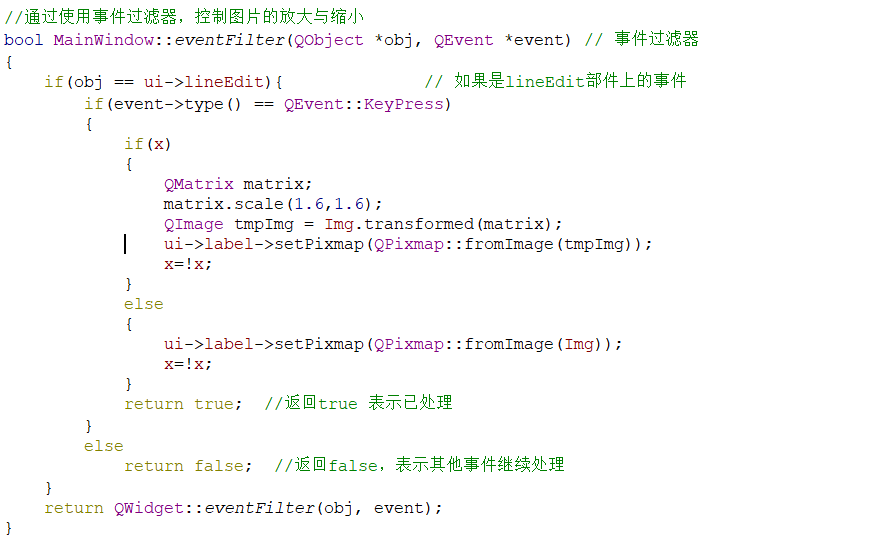 //通过使用事件过滤器，控制图片的放大与缩小
bool MainWindow::eventFilter(QObject *obj, QEvent *event) // 事件过滤器
{
    if(obj == ui->lineEdit){              // 如果是lineEdit部件上的事件
        if(event->type() == QEvent::KeyPress)
        {
            if(x)
            {
                QMatrix matrix;
                matrix.scale(1.6,1.6);
                QImage tmpImg = Img.transformed(matrix);
                ui->label->setPixmap(QPixmap::fromImage(tmpImg));
                x=!x;
            }
            else
            {
                ui->label->setPixmap(QPixmap::fromImage(Img));
                x=!x;
            }
            return true;  //返回true 表示已处理
        }
        else
            return false;  //返回false，表示其他事件继续处理
    }
    return QWidget::eventFilter(obj, event);
}